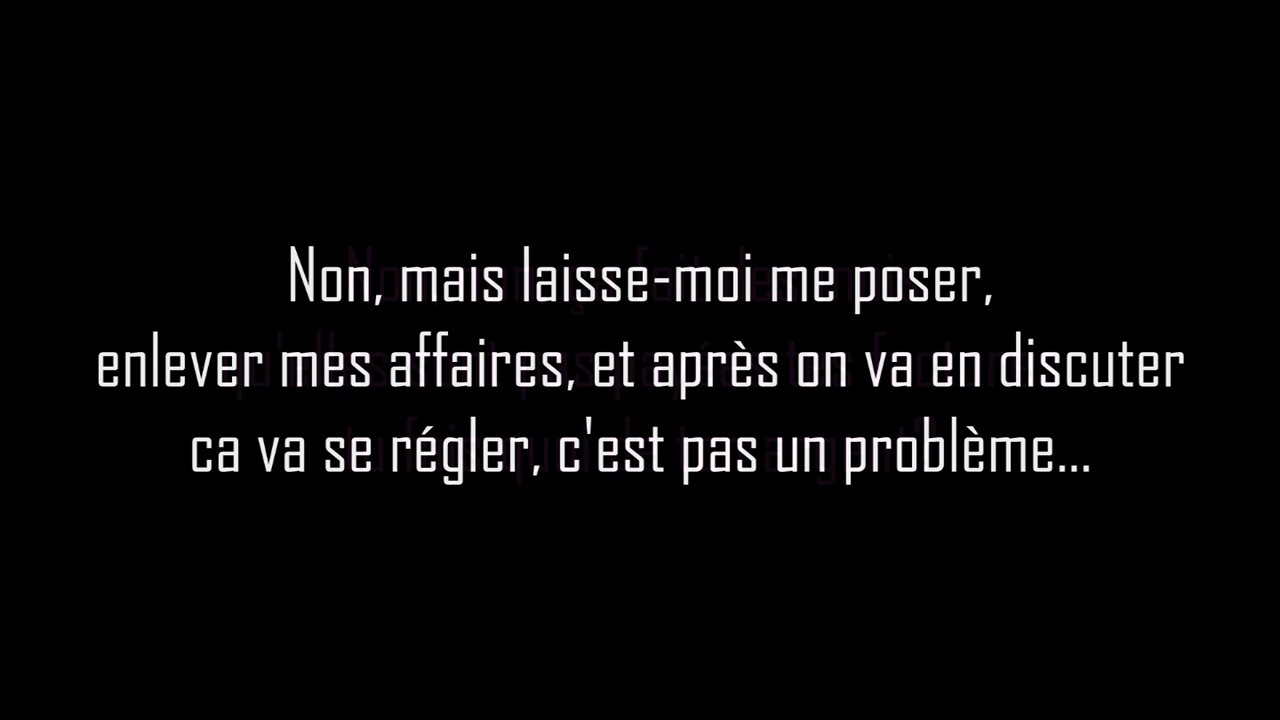 Non, mais laisse-moi me poser,
enlever mes affaires, et après on va en discuter
ca va se régler, c'est pas un problème...